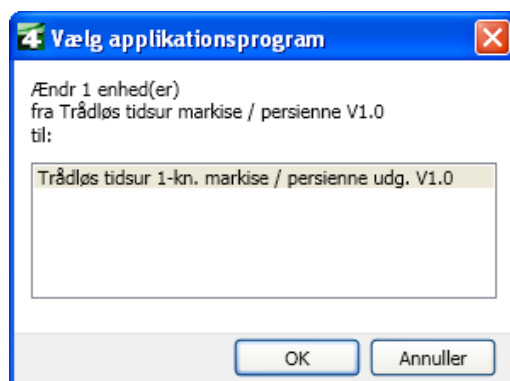 4 Vælg applikationsprogram
Ændr 1 enhed(er)
fra Trådløs tidsur markise / persienne V1.0
til:
Trådløs tidsur 1-kn. markise / persienne udg. V1.0
OK Annuller